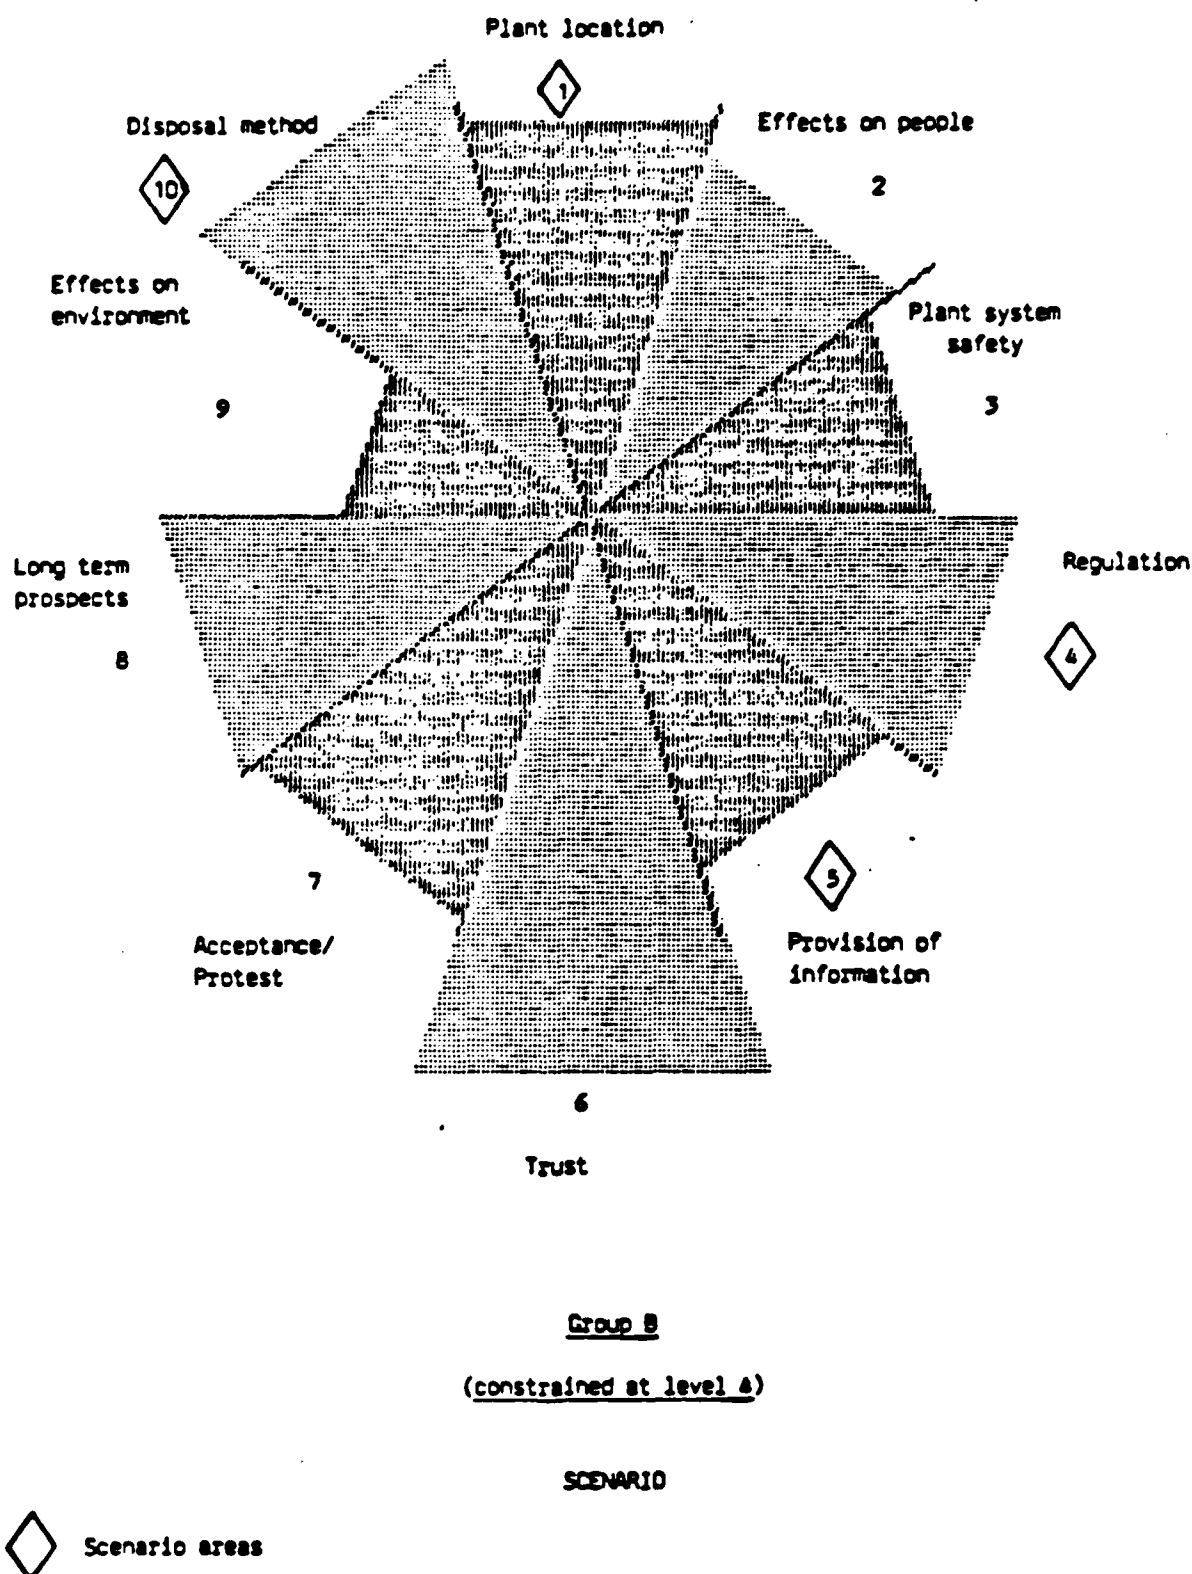 Plant location
1
Disposal method
Effects on people
10
2
Effects on
environment
Plant system
safety
9
3
Long term
prospects
Regulation
8
4
7
5
Acceptance/
Protest
Provision of
information
6
Trust
Group B
(constrained at level 4)
SCENARIO
Scenario areas